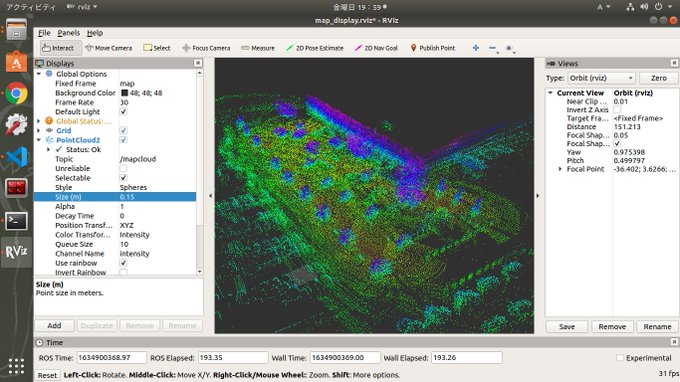 アクティビティ
rviz
金曜日 19 : 59
A
map_display.rviz* - RViz
File Panels Help
Interact Move Camera Select Focus Camera Measure 2D Pose Estimate 2D Nav Goal Publish Point
Displays
Global Options
Fixed Frame map
Background Color 48; 48; 48
Frame Rate 30
Default Light
Global Status: ...
Grid
PointCloud2
Status: Ok
Topic /mapcloud
Unreliable
Selectable
Style Spheres
Size (m) 0.15
Alpha 1
Decay Time 0
Position Transf... XYZ
Color Transfor... Intensity
Queue Size 10
Channel Name intensity
Use rainbow
Invert Rainbow
Size (m)
Point size in meters.
Add Duplicate Remove Rename
Views
Type: Orbit (rviz) Zero
Current View Orbit (rviz)
Near Clip ... 0.01
Invert Z Axis
Target Fra... <Fixed Frame>
Distance 151.213
Focal Shap... 0.05
Focal Shap...
Yaw 0.975398
Pitch 0.499797
Focal Point -36.402; 3.6266; ...
Save Remove Rename
RViz
Time
ROS Time: 1634900368.97 ROS Elapsed: 193.35 Wall Time: 1634900369.00 Wall Elapsed: 193.26 Experimental
Reset Left-Click: Rotate. Middle-Click: Move X/Y. Right-Click/Mouse Wheel:: Zoom. Shift: More options. 31 fps